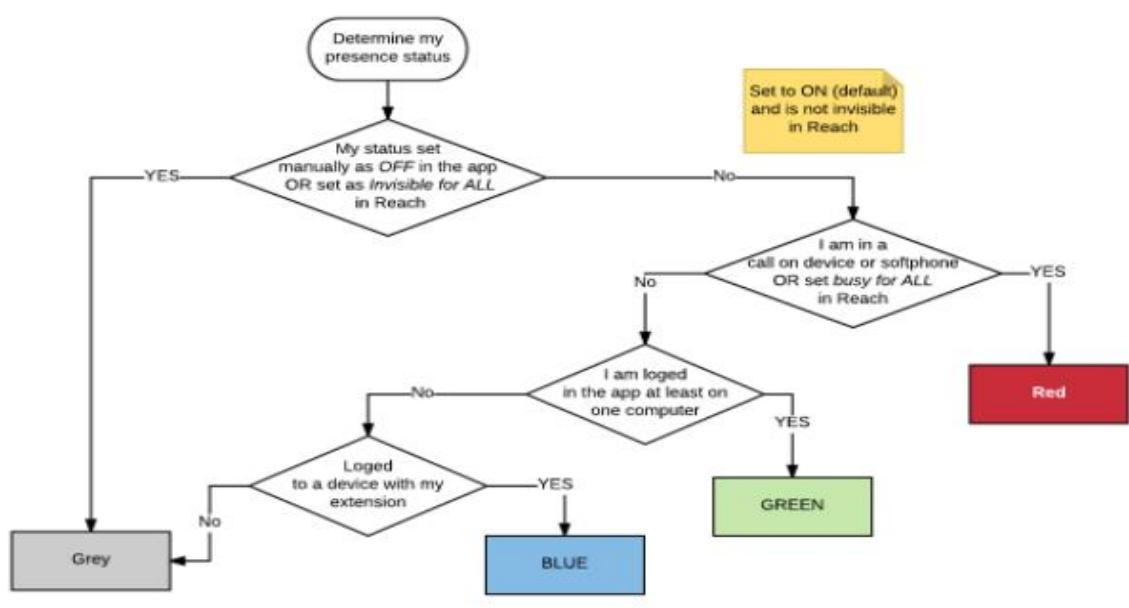 Determine my
presence status
Set to ON (default)
and is not invisible
in Reach
My status set
manually as OFF in the app
OR set as Invisible for ALL
in Reach
YES
No
I am in a
call on device or softphone
OR set busy for ALL
in Reach
No
YES
I am loged
in the app at least on
one computer
Red
No
YES
Loged
to a device with my
extension
YES
No
GREEN
Grey
BLUE